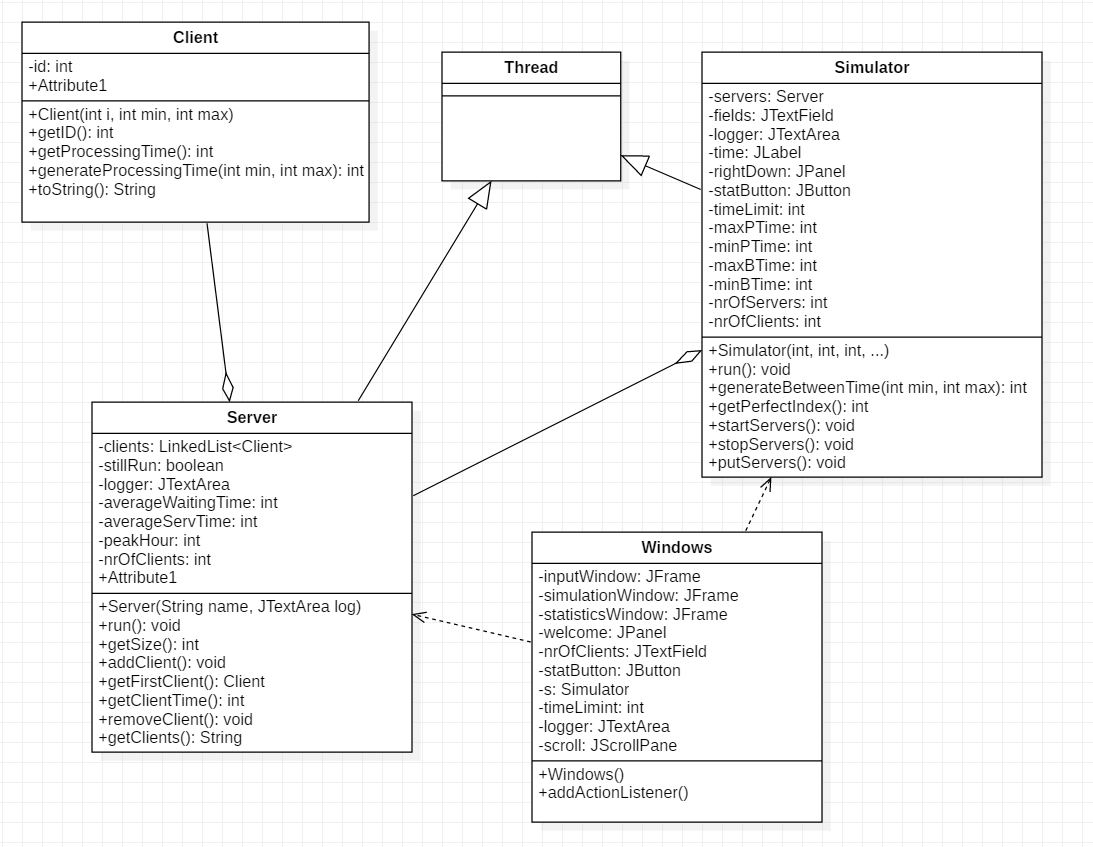 Client
-id: int
+Attribute1
+Client(int i, int min, int max)
+getID(): int
+getProcessingTime(): int
+generateProcessingTime(int min, int max): int
+toString(): String
Thread
Simulator
-servers: Server
-fields: JTextField
-logger: JTextArea
-time: JLabel
-rightDown: JPanel
-statButton: JButton
-timeLimit: int
-maxPTime: int
-minPTime: int
-maxBTime: int
-minBTime: int
-nrOfServers: int
-nrOfClients: int
+Simulator(int, int, int, ...)
+run(): void
+generateBetweenTime(int min, int max): int
+getPerfectIndex(): int
+startServers(): void
+stopServers(): void
+putServers(): void
Server
-clients: LinkedList<Client>
-stillRun: boolean
-logger: JTextArea
-averageWaitingTime: int
-averageServTime: int
-peakHour: int
-nrOfClients: int
+Attribute1
+Server(String name, JTextArea log)
+run(): void
+getSize(): int
+addClient(): void
+getFirstClient(): Client
+getClientTime(): int
+removeClient(): void
+getClients(): String
Windows
-inputWindow: JFrame
-simulationWindow: JFrame
-statisticsWindow: JFrame
-welcome: JPanel
-nrOfClients: JTextField
-statButton: JButton
-s: Simulator
-timeLimint: int
-logger: JTextArea
-scroll: JScrollPane
+Windows()
+addActionListener()